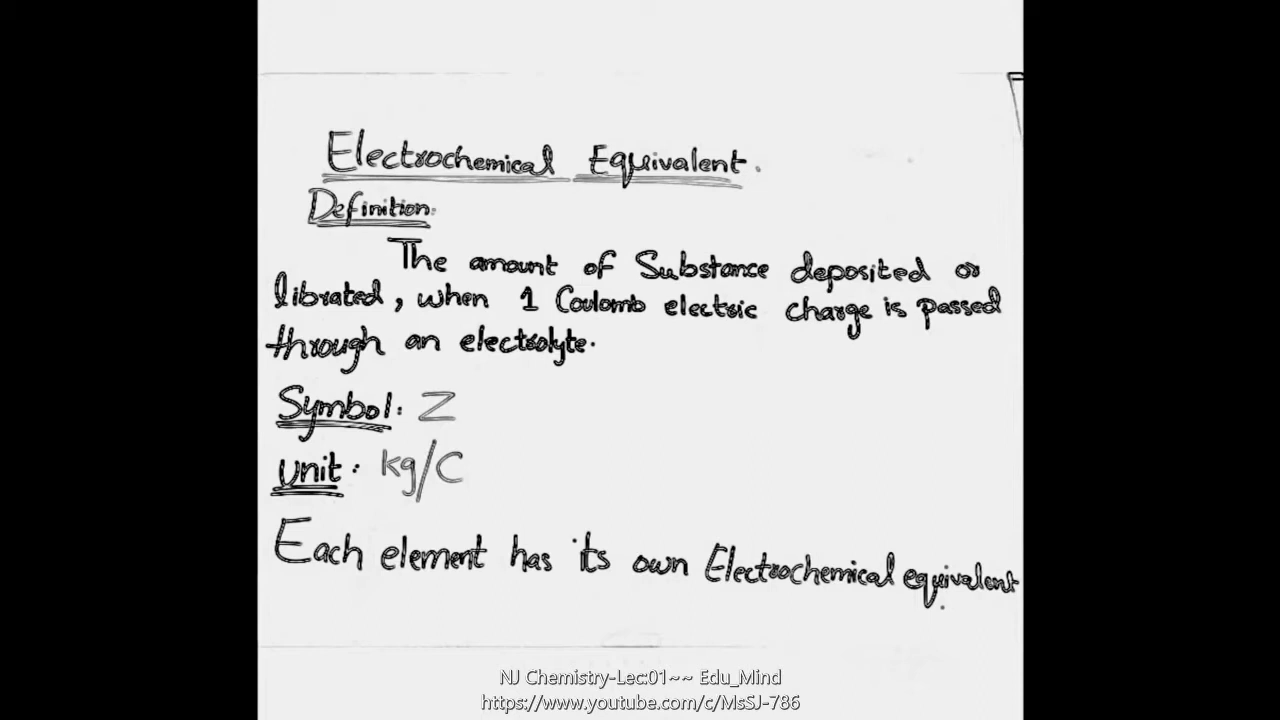 Electrochemical Equivalent.
Definition:
The amount of Substance deposited or
librated, when 1 Coulomb electric charge is passed
through an electrolyte.
Symbol: Z
Unit: kg/C
Each element has its own Electrochemical equivalent.
NJ Chemistry-Lec:01~~ Edu_Mind
https://www.youtube.com/c/MsSJ-786